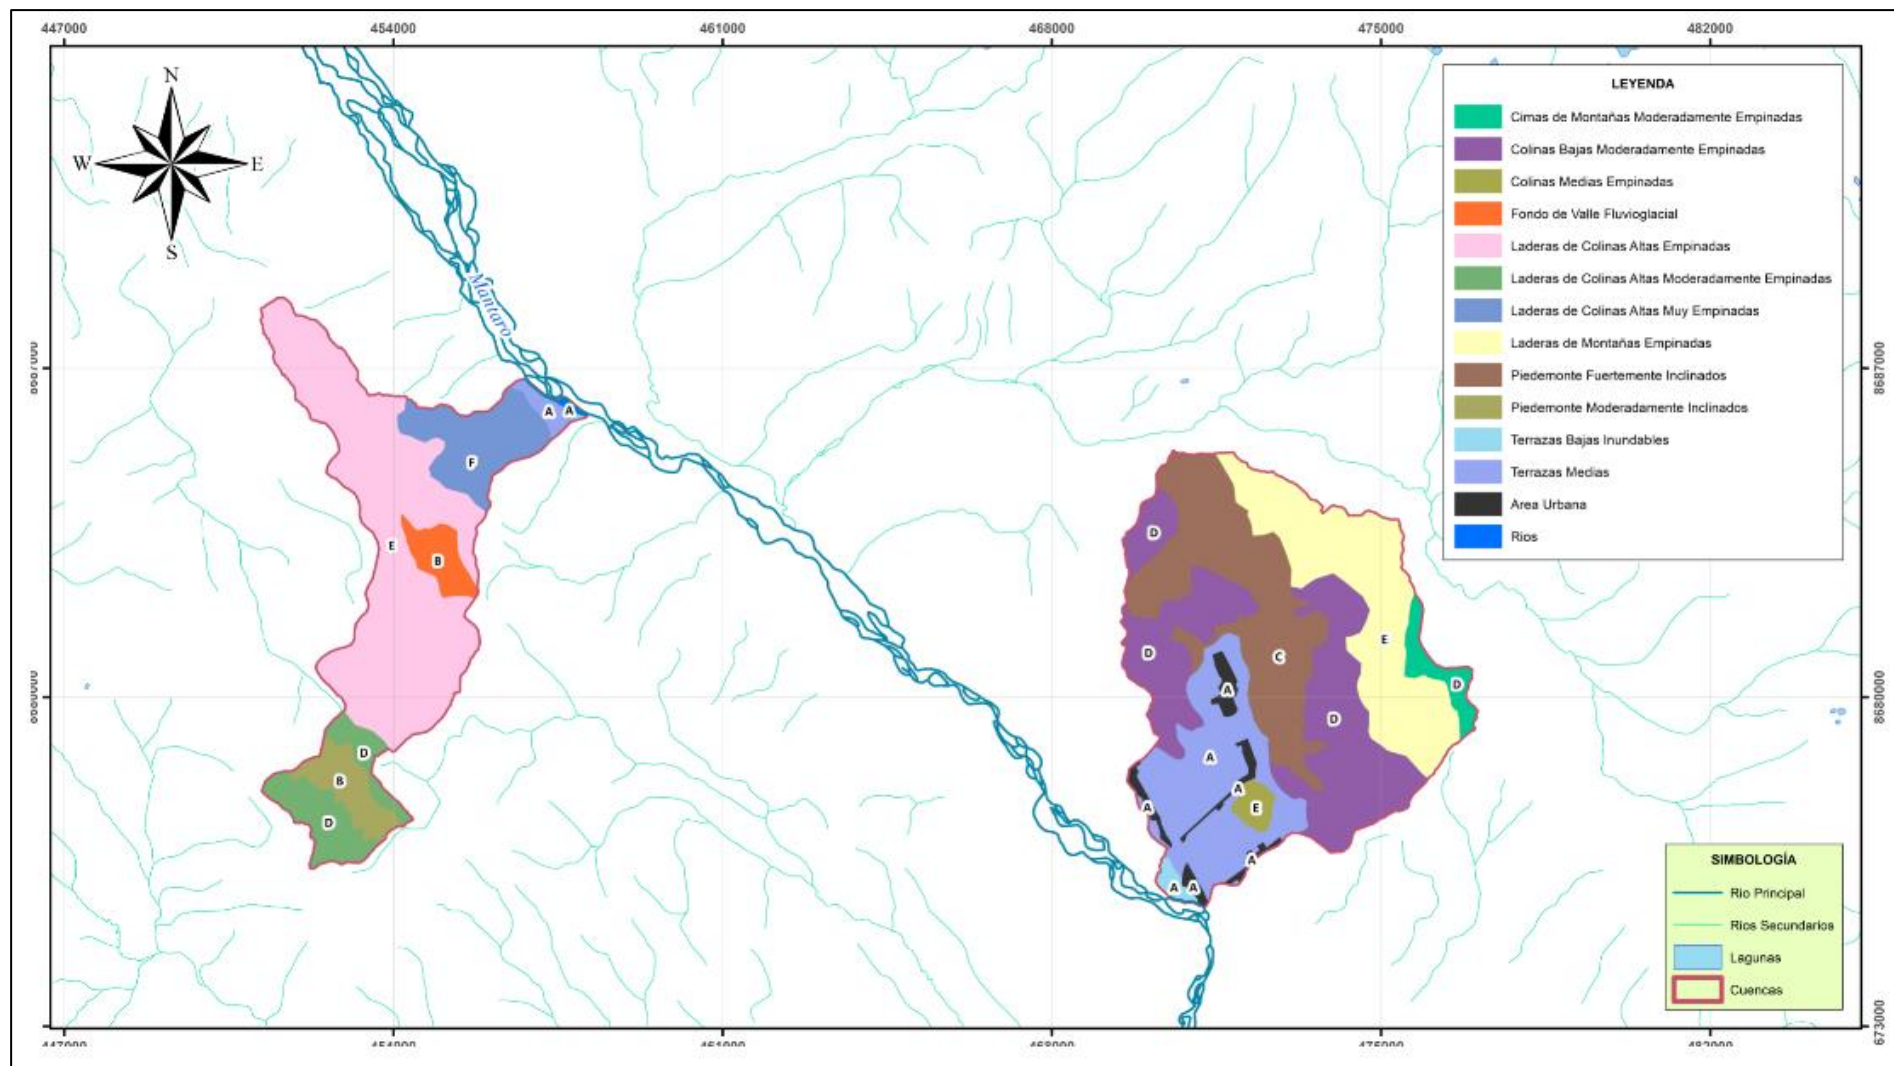 447000 454000 461000 468000 475000 482000
N
W E
S
Mantaro
8687000
8680000
673000
A A
F
E
B
D
B
D
D
D
C
E
D
D
A
A
A
E
A
A
A A
LEYENDA
Cimas de Montañas Moderadamente Empinadas
Colinas Bajas Moderadamente Empinadas
Colinas Medias Empinadas
Fondo de Valle Fluvioglacial
Laderas de Colinas Altas Empinadas
Laderas de Colinas Altas Moderadamente Empinadas
Laderas de Colinas Altas Muy Empinadas
Laderas de Montañas Empinadas
Piedemonte Fuertemente Inclinados
Piedemonte Moderadamente Inclinados
Terrazas Bajas Inundables
Terrazas Medias
Area Urbana
Rios
SIMBOLOGÍA
Rio Principal
Rios Secundarios
Lagunas
Cuencas